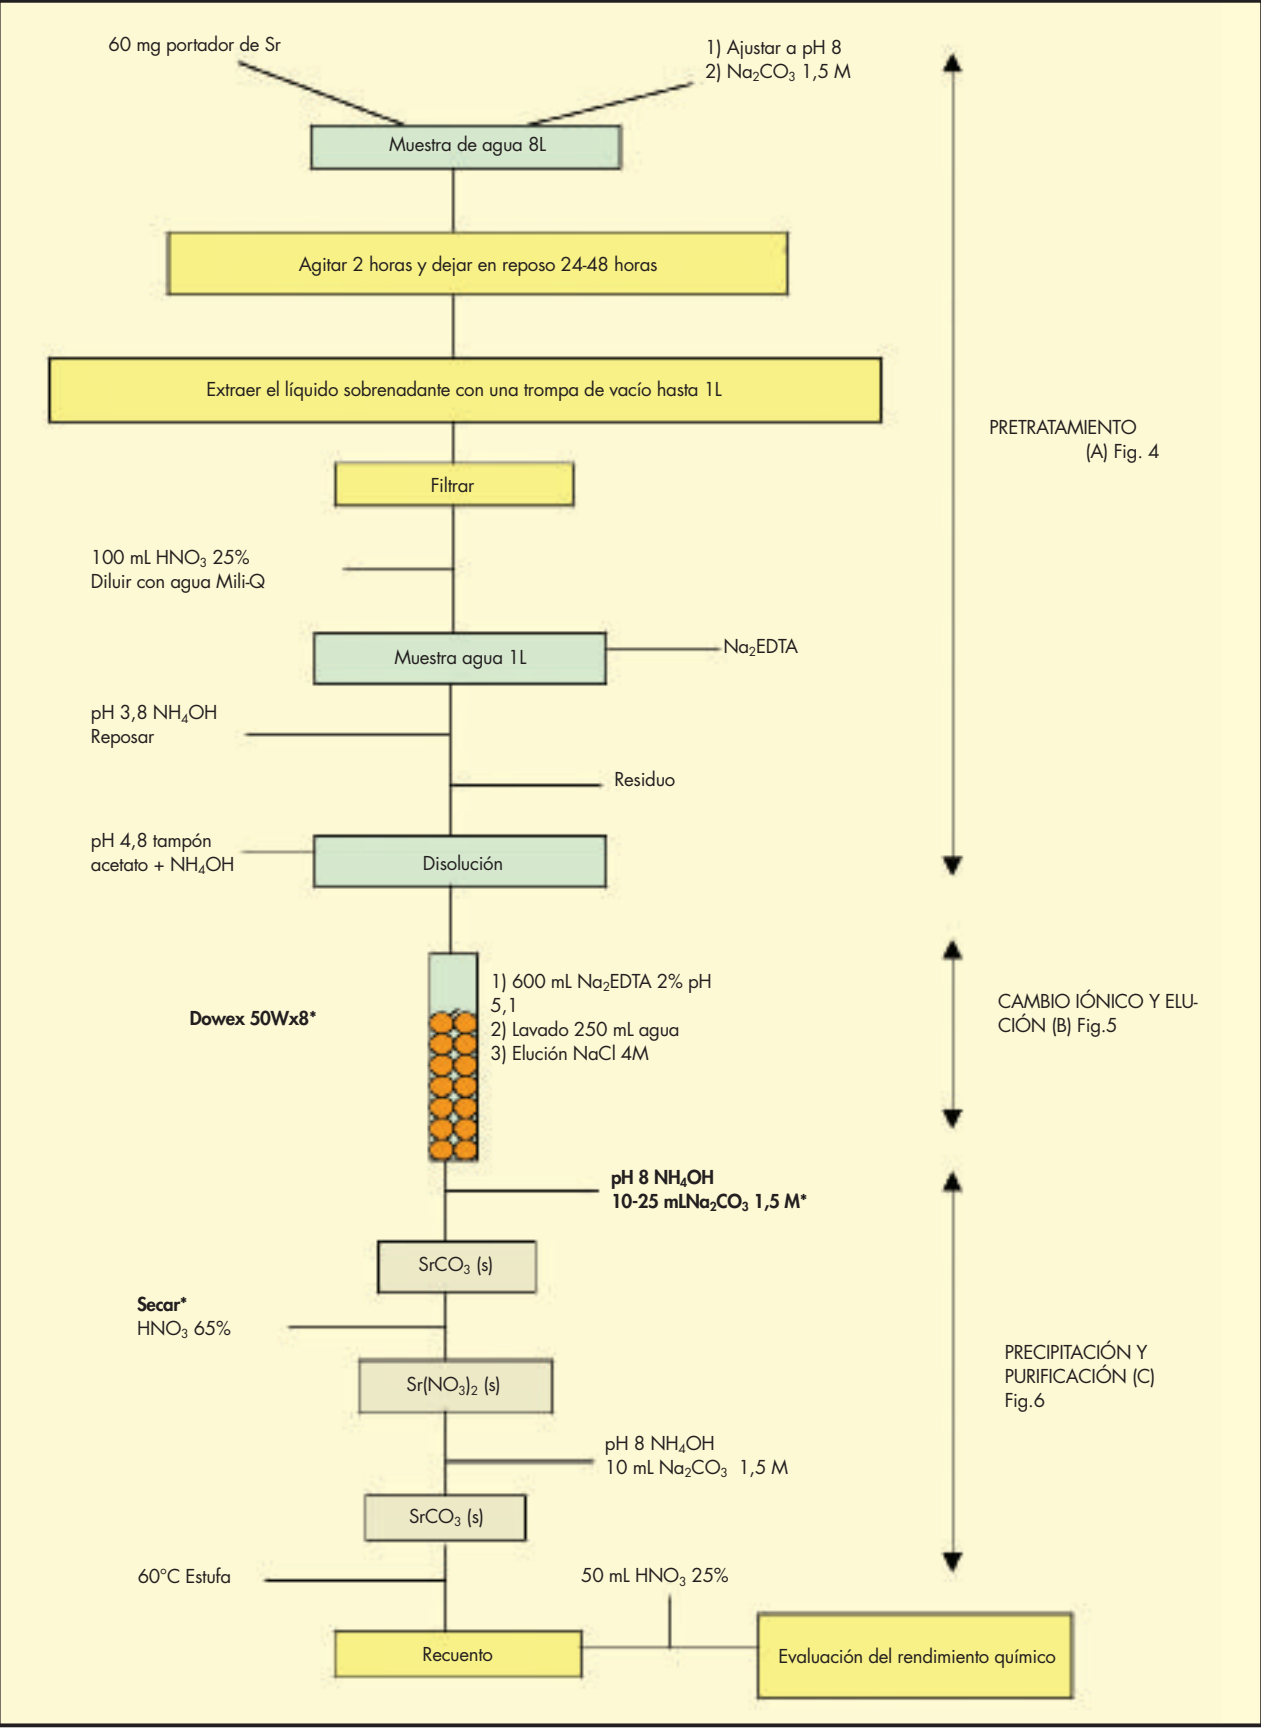 60 mg portador de Sr
1) Ajustar a pH 8
2) Na₂CO₃ 1,5 M
Muestra de agua 8L
Agitar 2 horas y dejar en reposo 24-48 horas
Extraer el líquido sobrenadante con una trompa de vacío hasta 1L
PRETRATAMIENTO
(A) Fig. 4
Filtrar
100 mL HNO₃ 25%
Diluir con agua Mili-Q
Muestra agua 1L
Na₂EDTA
pH 3,8 NH₄OH
Reposar
Residuo
pH 4,8 tampón
acetato + NH₄OH
Disolución
Dowex 50Wx8*
1) 600 mL Na₂EDTA 2% pH
5,1
2) Lavado 250 mL agua
3) Elución NaCl 4M
CAMBIO IÓNICO Y ELU-
CIÓN (B) Fig.5
pH 8 NH₄OH
10-25 mLNa₂CO₃ 1,5 M*
SrCO₃ (s)
Secar*
HNO₃ 65%
Sr(NO₃)₂ (s)
PRECIPITACIÓN Y
PURIFICACIÓN (C)
Fig.6
pH 8 NH₄OH
10 mL Na₂CO₃ 1,5 M
SrCO₃ (s)
60°C Estufa
50 mL HNO₃ 25%
Recuento
Evaluación del rendimiento químico